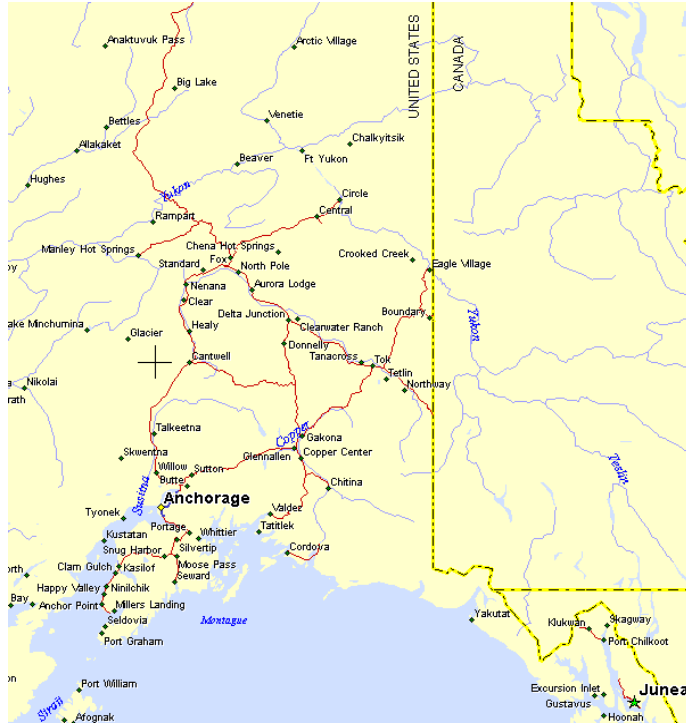 Anaktuvuk Pass
Arctic Village
UNITED STATES
CANADA
Big Lake
Venetie
Bettles
Chalkyitsik
Allakaket
Beaver
Ft Yukon
Hughes
Yukon
Circle
Rampart
Central
Manley Hot Springs
Chena Hot Springs
Fox
Crooked Creek
Standard
North Pole
Eagle Village
oy
Nenana
Aurora Lodge
Clear
Delta Junction
Boundary
Yukon
ake Minchumina
Healy
Clearwater Ranch
Glacier
Donnelly
Cantwell
Tanacross
Tok
Tetlin
Nikolai
Northway
rath
Talkeetna
Copper
Gakona
Skwentna
Glennallen
Copper Center
Willow
Sutton
Teslin
Butte
Chitina
Susitna
Anchorage
Tyonek
Valdez
Portage
Whittier
Tatitlek
Kustatan
Snug Harbor
Silvertip
Cordova
Clam Gulch
Kasilof
Moose Pass
orth
Seward
Happy Valley
Ninilchik
Bay
Anchor Point
Millers Landing
Montague
Yakutat
Seldovia
Klukwan
Skagway
Port Graham
Port Chilkoot
on
Port William
Excursion Inlet
Junea
Gustavus
Strait
Afognak
Hoonah